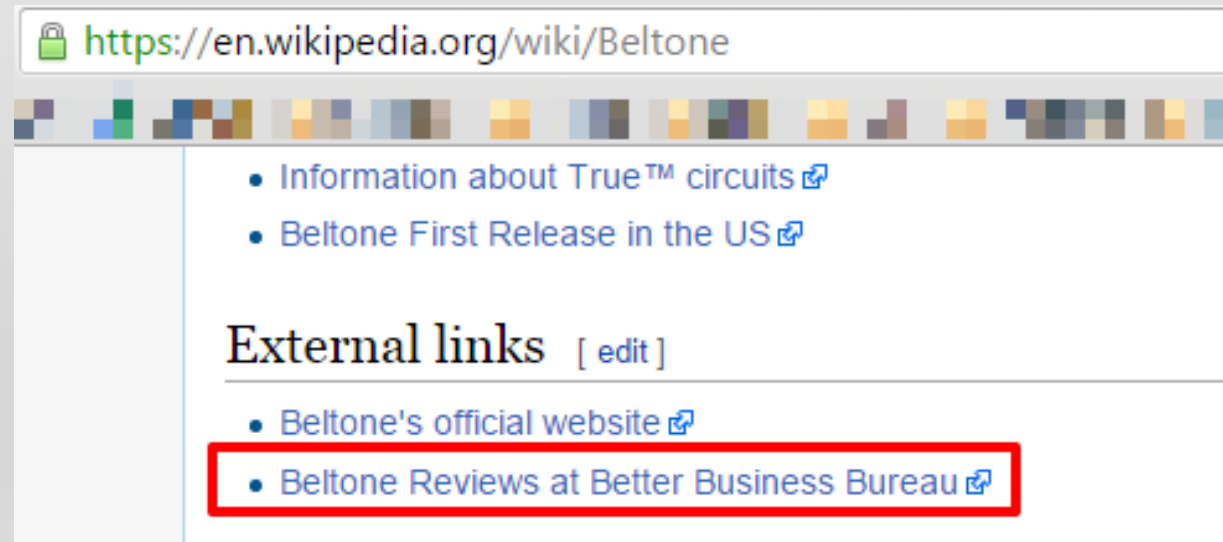 https://en.wikipedia.org/wiki/Beltone
Information about True™ circuits
Beltone First Release in the US
External links [ edit ]
Beltone's official website
Beltone Reviews at Better Business Bureau